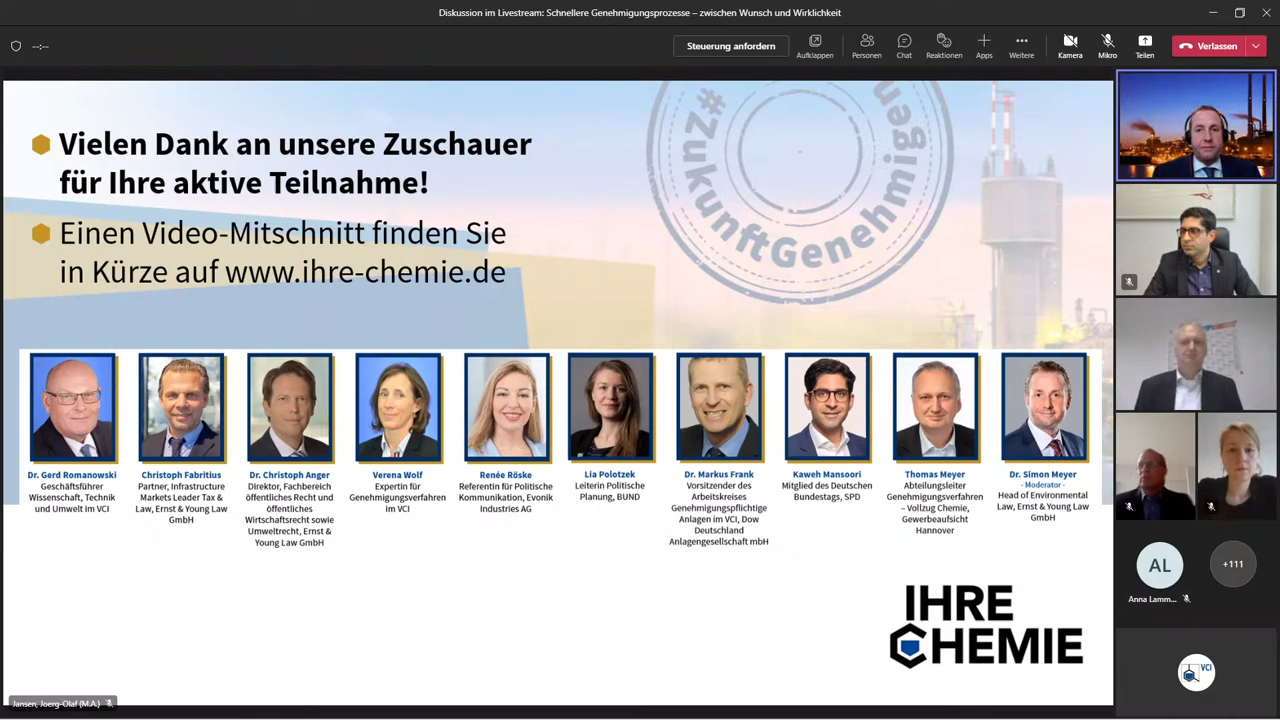 Diskussion im Livestream: Schnellere Genehmigungsprozesse – zwischen Wunsch und Wirklichkeit
--:--
Steuerung anfordern
Aufklappen
Personen
Chat
Reaktionen
Apps
Weitere
Kamera
Mikro
Teilen
Verlassen
Vielen Dank an unsere Zuschauer
für Ihre aktive Teilnahme!
Einen Video-Mitschnitt finden Sie
in Kürze auf www.ihre-chemie.de
#ZukunftGenehmigen
Dr. Gerd Romanowski
Geschäftsführer
Wissenschaft, Technik
und Umwelt im VCI
Christoph Fabritius
Partner, Infrastructure
Markets Leader Tax &
Law, Ernst & Young Law
GmbH
Dr. Christoph Anger
Direktor, Fachbereich
öffentliches Recht und
öffentliches
Wirtschaftsrecht sowie
Umweltrecht, Ernst &
Young Law GmbH
Verena Wolf
Expertin für
Genehmigungsverfahren
im VCI
Renée Röske
Referentin für Politische
Kommunikation, Evonik
Industries AG
Lia Polotzek
Leiterin Politische
Planung, BUND
Dr. Markus Frank
Vorsitzender des
Arbeitskreises
Genehmigungspflichtige
Anlagen im VCI, Dow
Deutschland
Anlagengesellschaft mbH
Kaweh Mansoori
Mitglied des Deutschen
Bundestags, SPD
Thomas Meyer
Abteilungsleiter
Genehmigungsverfahren
– Vollzug Chemie,
Gewerbeaufsicht
Hannover
Dr. Simon Meyer
- Moderator -
Head of Environmental
Law, Ernst & Young Law
GmbH
IHRE
CHEMIE
Jansen, Joerg-Olaf (M.A.)
AL
+111
Anna Lamm...
VCI